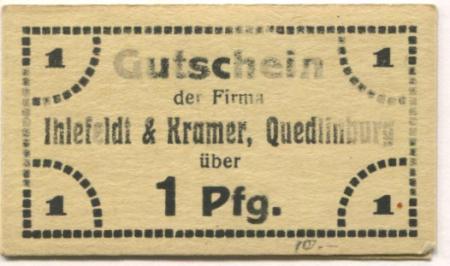 1 Gutschein 1
der Firma
Ihlefeldt & Kramer, Quedlinburg
über
1 1 Pfg. 1
10.-